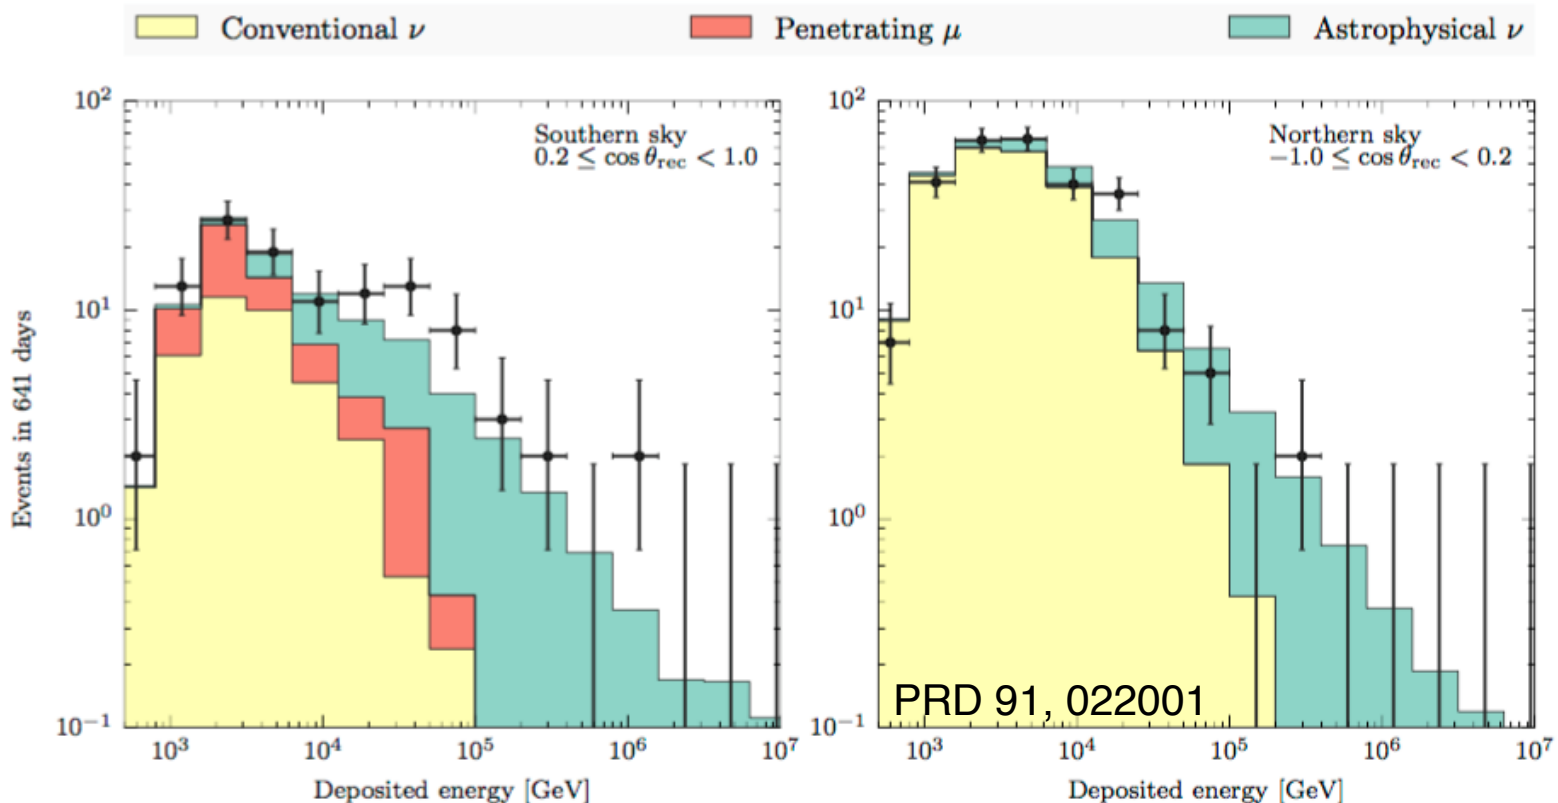 Conventional ν Penetrating μ Astrophysical ν
10² 10²
Southern sky Northern sky
0.2 ≤ cos θrec < 1.0 −1.0 ≤ cos θrec < 0.2
10¹ 10¹
Events in 641 days
10⁰ 10⁰
PRD 91, 022001
10⁻¹ 10⁻¹
10³ 10⁴ 10⁵ 10⁶ 10⁷ 10³ 10⁴ 10⁵ 10⁶ 10⁷
Deposited energy [GeV] Deposited energy [GeV]